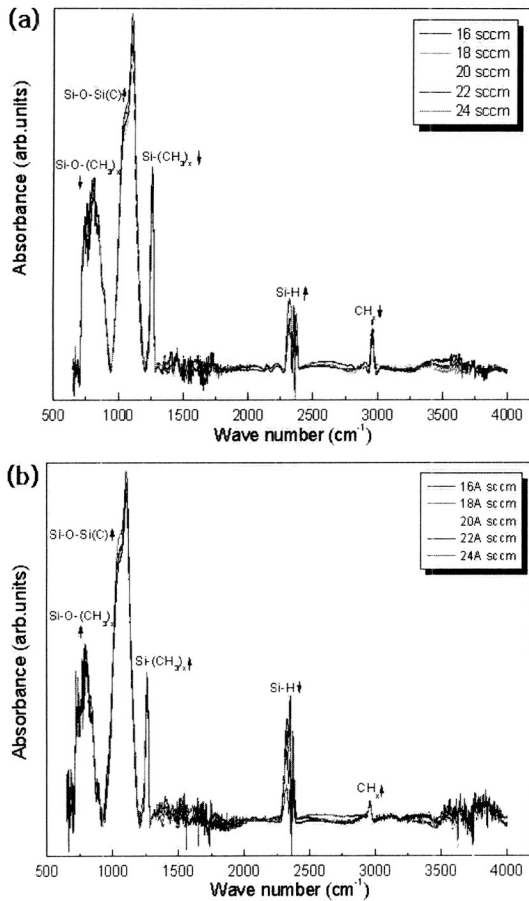 (a)
16 sccm
18 sccm
20 sccm
22 sccm
24 sccm
Si-O-Si(C)
Si-O-(CH3)x
Si-(CH3)x
Si-H
CHx
Absorbance (arb.units)
500 1000 1500 2000 2500 3000 3500 4000
Wave number (cm-1)
(b)
16A sccm
18A sccm
20A sccm
22A sccm
24A sccm
Si-O-Si(C)
Si-O-(CH3)x
Si-(CH3)x
Si-H
CHx
Absorbance (arb.units)
500 1000 1500 2000 2500 3000 3500 4000
Wave number (cm-1)